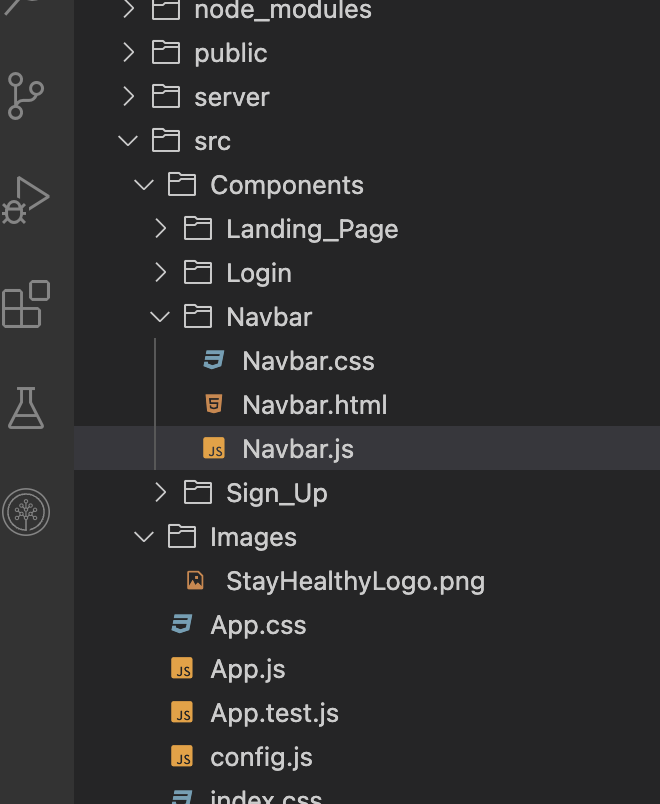 node_modules
public
server
src
Components
Landing_Page
Login
Navbar
Navbar.css
Navbar.html
JS Navbar.js
Sign_Up
Images
StayHealthyLogo.png
App.css
JS App.js
JS App.test.js
JS config.js
index.css